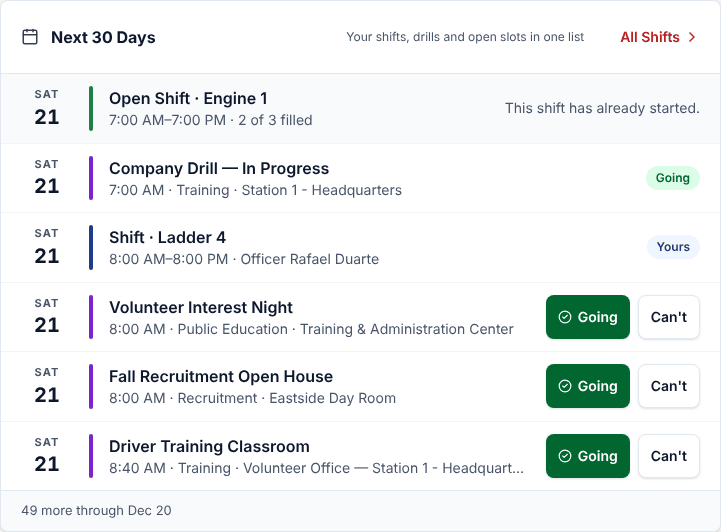 Next 30 Days
Your shifts, drills and open slots in one list
All Shifts
SAT
21
Open Shift · Engine 1
7:00 AM–7:00 PM · 2 of 3 filled
This shift has already started.
SAT
21
Company Drill — In Progress
7:00 AM · Training · Station 1 - Headquarters
Going
SAT
21
Shift · Ladder 4
8:00 AM–8:00 PM · Officer Rafael Duarte
Yours
SAT
21
Volunteer Interest Night
8:00 AM · Public Education · Training & Administration Center
Going
Can't
SAT
21
Fall Recruitment Open House
8:00 AM · Recruitment · Eastside Day Room
Going
Can't
SAT
21
Driver Training Classroom
8:40 AM · Training · Volunteer Office — Station 1 - Headquart...
Going
Can't
49 more through Dec 20